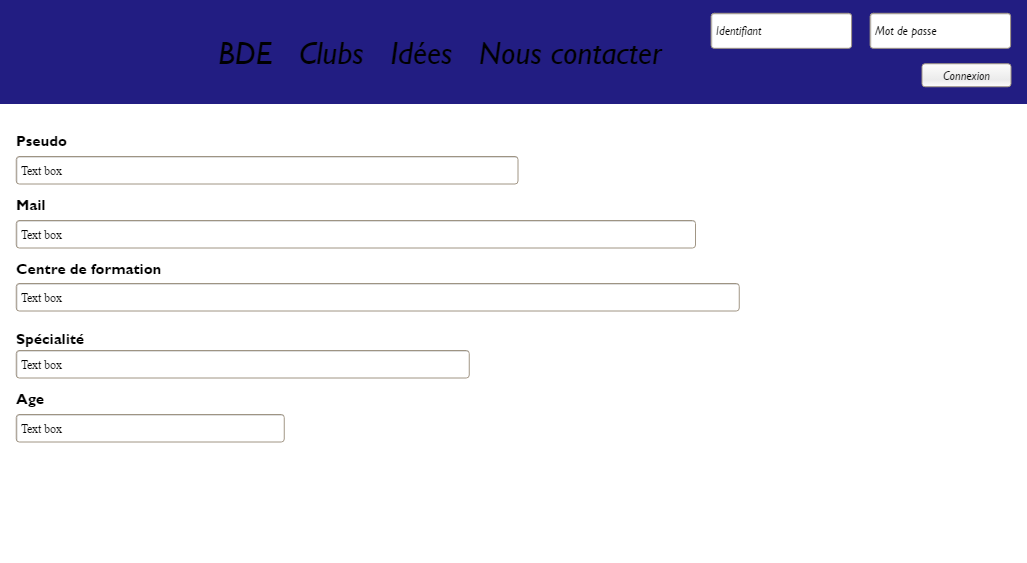 Identifiant
Mot de passe
BDE Clubs Idées Nous contacter
Connexion
Pseudo
Text box
Mail
Text box
Centre de formation
Text box
Spécialité
Text box
Age
Text box